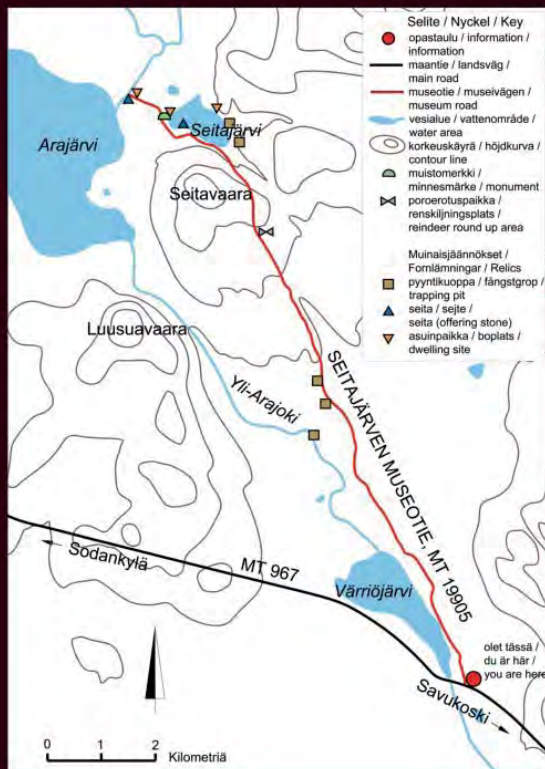 Selite / Nyckel / Key
opastaulu / information /
information
maantie / landsväg /
main road
museotie / museivägen /
museum road
vesialue / vattenområde /
water area
korkeuskäyrä / höjdkurva /
contour line
muistomerkki /
minnesmärke / monument
poroerotuspaikka /
renskiljningsplats /
reindeer round up area
Muinaisjäännökset /
Fornlämningar / Relics
pyyntikuoppa / fångstgrop /
trapping pit
seita / sejte /
seita (offering stone)
asuinpaikka / boplats /
dwelling site
Arajärvi
Seitajärvi
Seitavaara
Luusuavaara
Yli-Arajoki
SEITAJÄRVEN MUSEOTIE, MT 19905
Sodankylä
MT 967
Värriöjärvi
olet tässä /
du är här /
you are here
Savukoski
0 1 2
Kilometriä